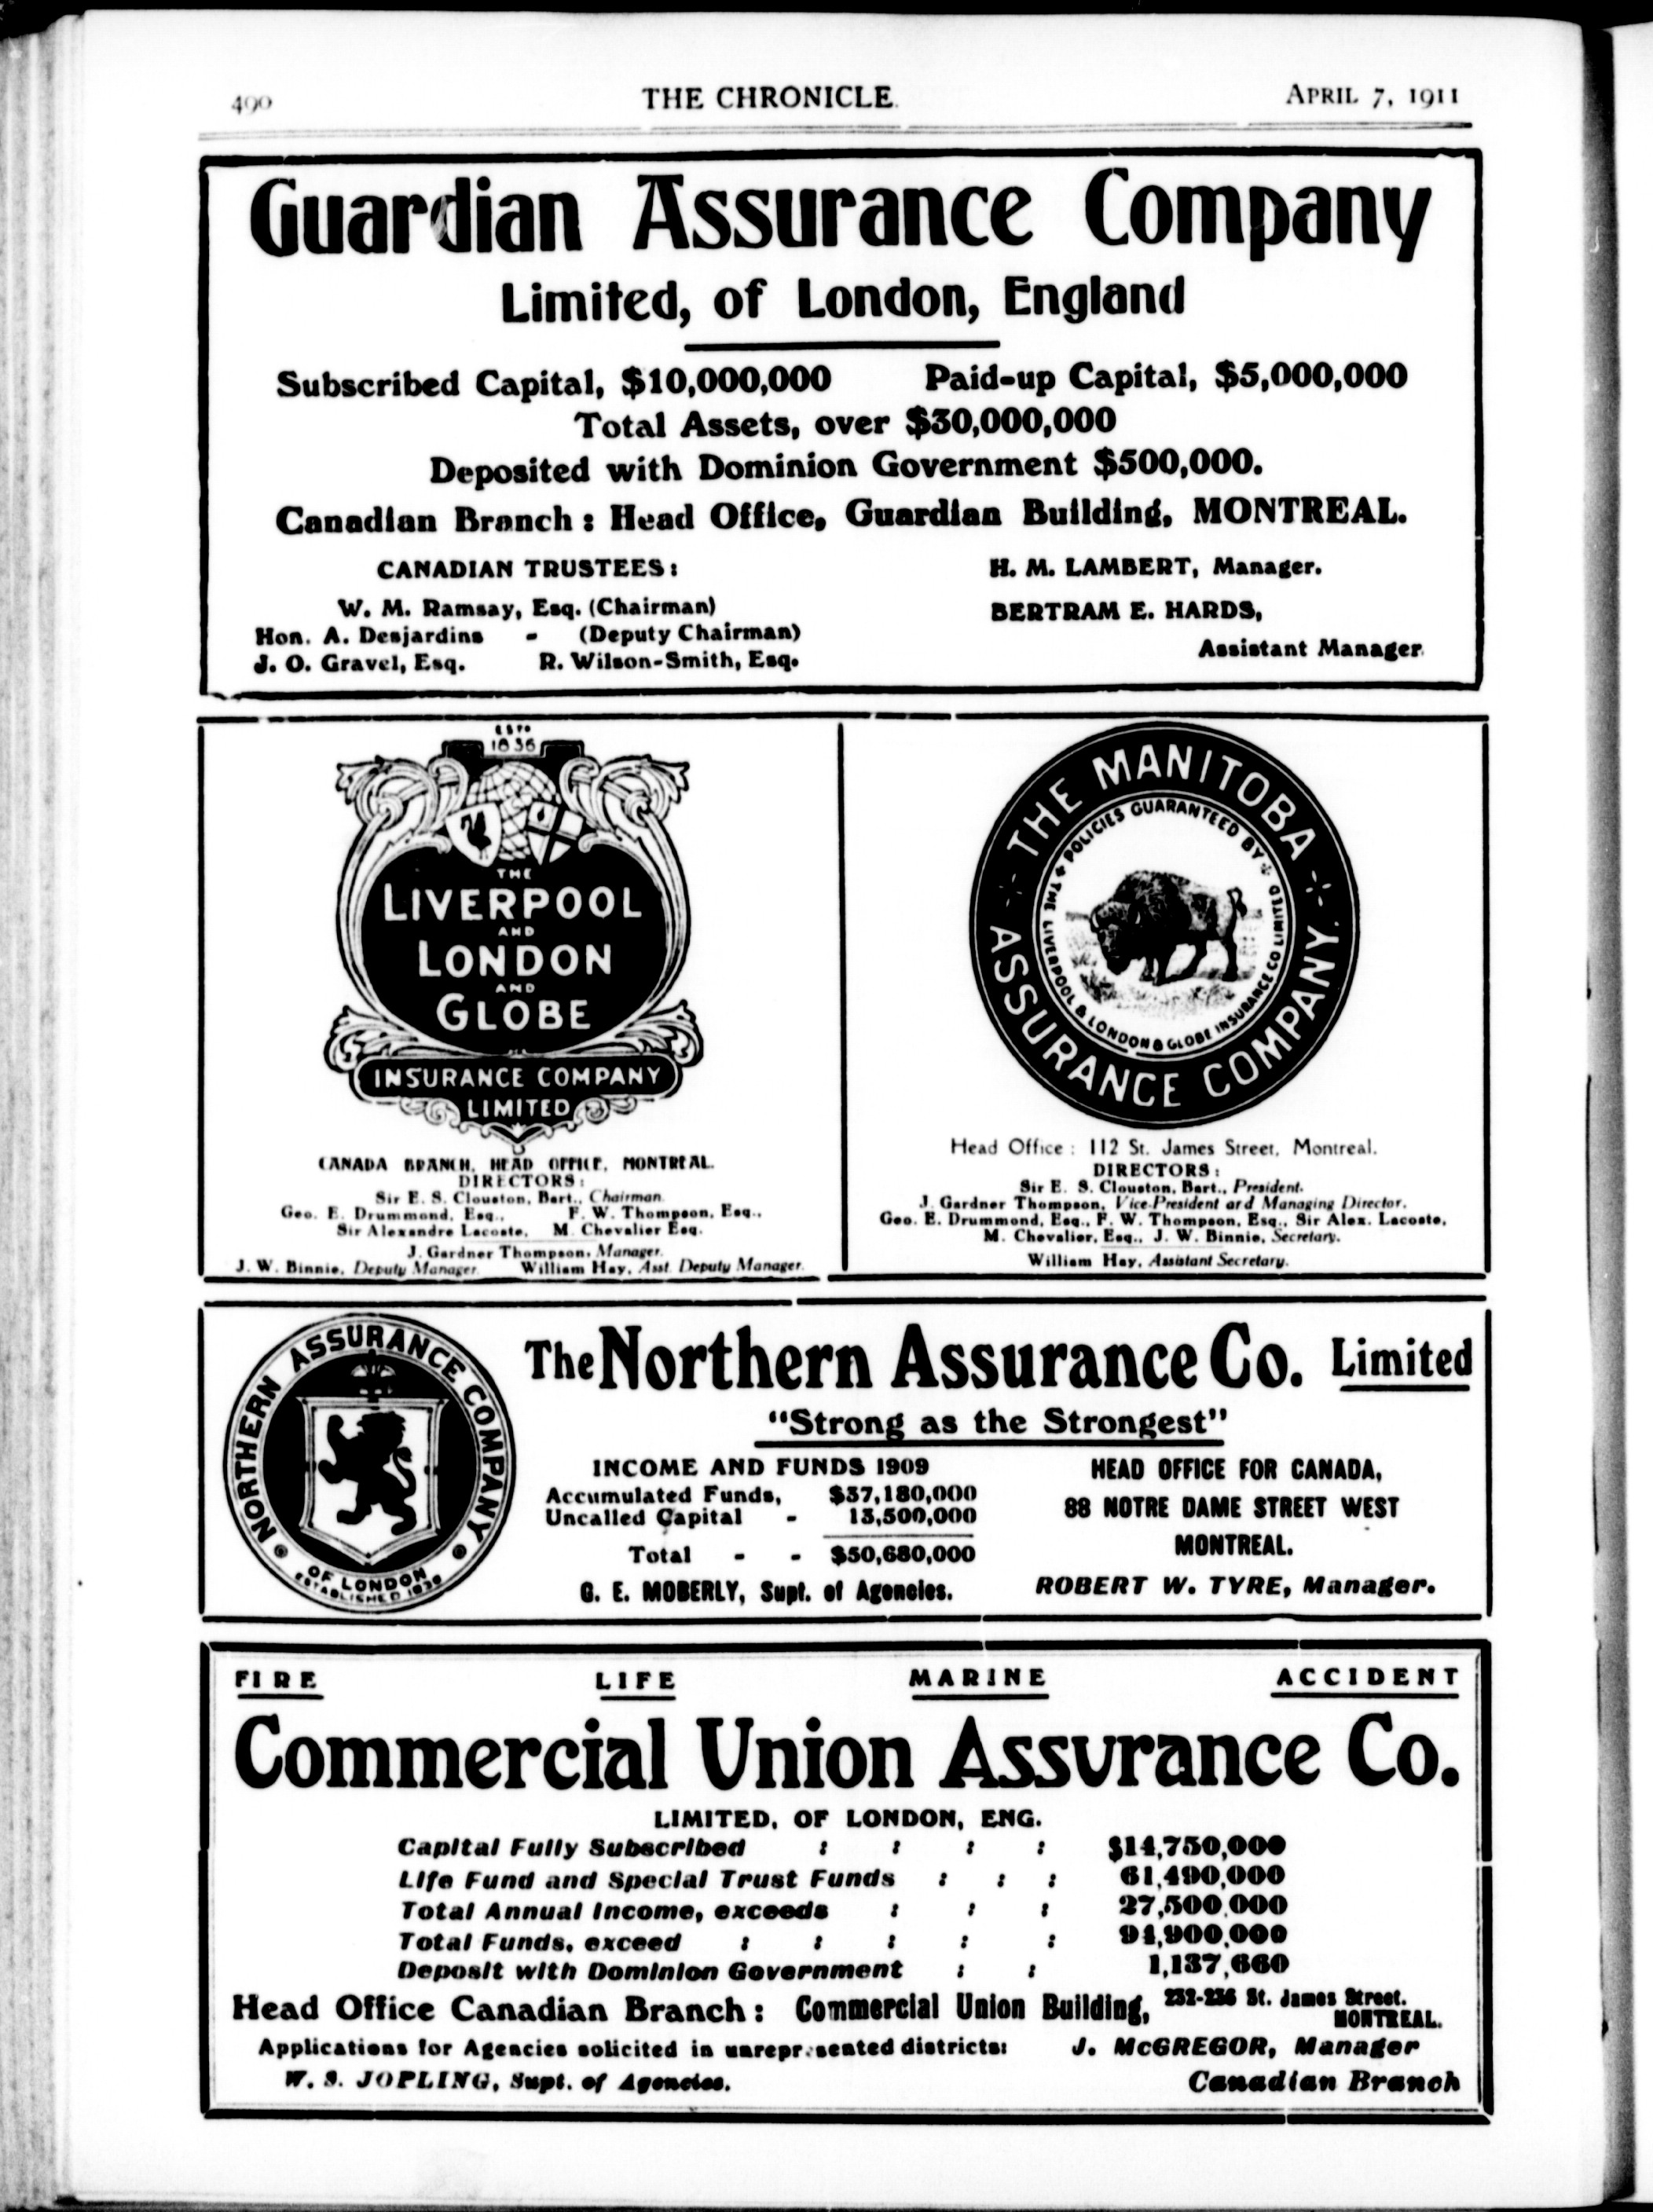 490
THE CHRONICLE.
APRIL 7, 1911
Guardian Assurance Company
Limited, of London, England
Subscribed Capital, $10,000,000 Paid-up Capital, $5,000,000
Total Assets, over $30,000,000
Deposited with Dominion Government $500,000.
Canadian Branch : Head Office, Guardian Building, MONTREAL.
CANADIAN TRUSTEES :
W. M. Ramsay, Esq. (Chairman)
Hon. A. Desjardins - (Deputy Chairman)
J. O. Gravel, Esq. R. Wilson-Smith, Esq.
H. M. LAMBERT, Manager.
BERTRAM E. HARDS,
Assistant Manager.
ESTD
1836
THE
LIVERPOOL
AND
LONDON
AND
GLOBE
INSURANCE COMPANY
LIMITED
CANADA BRANCH, HEAD OFFICE, MONTREAL.
DIRECTORS :
Sir E. S. Clouston, Bart., Chairman.
Geo. E. Drummond, Esq., F. W. Thompson, Esq.,
Sir Alexandre Lacoste, M. Chevalier Esq.
J. Gardner Thompson, Manager.
J. W. Binnie, Deputy Manager. William Hay, Asst. Deputy Manager.
THE MANITOBA
ASSURANCE COMPANY.
POLICIES GUARANTEED BY
THE LIVERPOOL & LONDON & GLOBE INSURANCE CO LIMITED
Head Office : 112 St. James Street, Montreal.
DIRECTORS :
Sir E. S. Clouston, Bart., President.
J. Gardner Thompson, Vice-President and Managing Director.
Geo. E. Drummond, Esq., F. W. Thompson, Esq., Sir Alex. Lacoste,
M. Chevalier, Esq., J. W. Binnie, Secretary.
William Hay, Assistant Secretary.
NORTHERN ASSURANCE COMPANY
OF LONDON
ESTABLISHED 1836
The Northern Assurance Co. Limited
"Strong as the Strongest"
INCOME AND FUNDS 1909
Accumulated Funds, $37,180,000
Uncalled Capital - 13,500,000
Total - - $50,680,000
G. E. MOBERLY, Supt. of Agencies.
HEAD OFFICE FOR CANADA,
88 NOTRE DAME STREET WEST
MONTREAL.
ROBERT W. TYRE, Manager.
FIRE LIFE MARINE ACCIDENT
Commercial Union Assurance Co.
LIMITED, OF LONDON, ENG.
Capital Fully Subscribed : : : : $14,750,000
Life Fund and Special Trust Funds : : : 61,490,000
Total Annual Income, exceeds : : : 27,500,000
Total Funds, exceed : : : : : 94,900,000
Deposit with Dominion Government : : 1,137,660
Head Office Canadian Branch : Commercial Union Building, 232-236 St. James Street.
MONTREAL.
Applications for Agencies solicited in unrepresented districts:
W. S. JOPLING, Supt. of Agencies.
J. McGREGOR, Manager
Canadian Branch